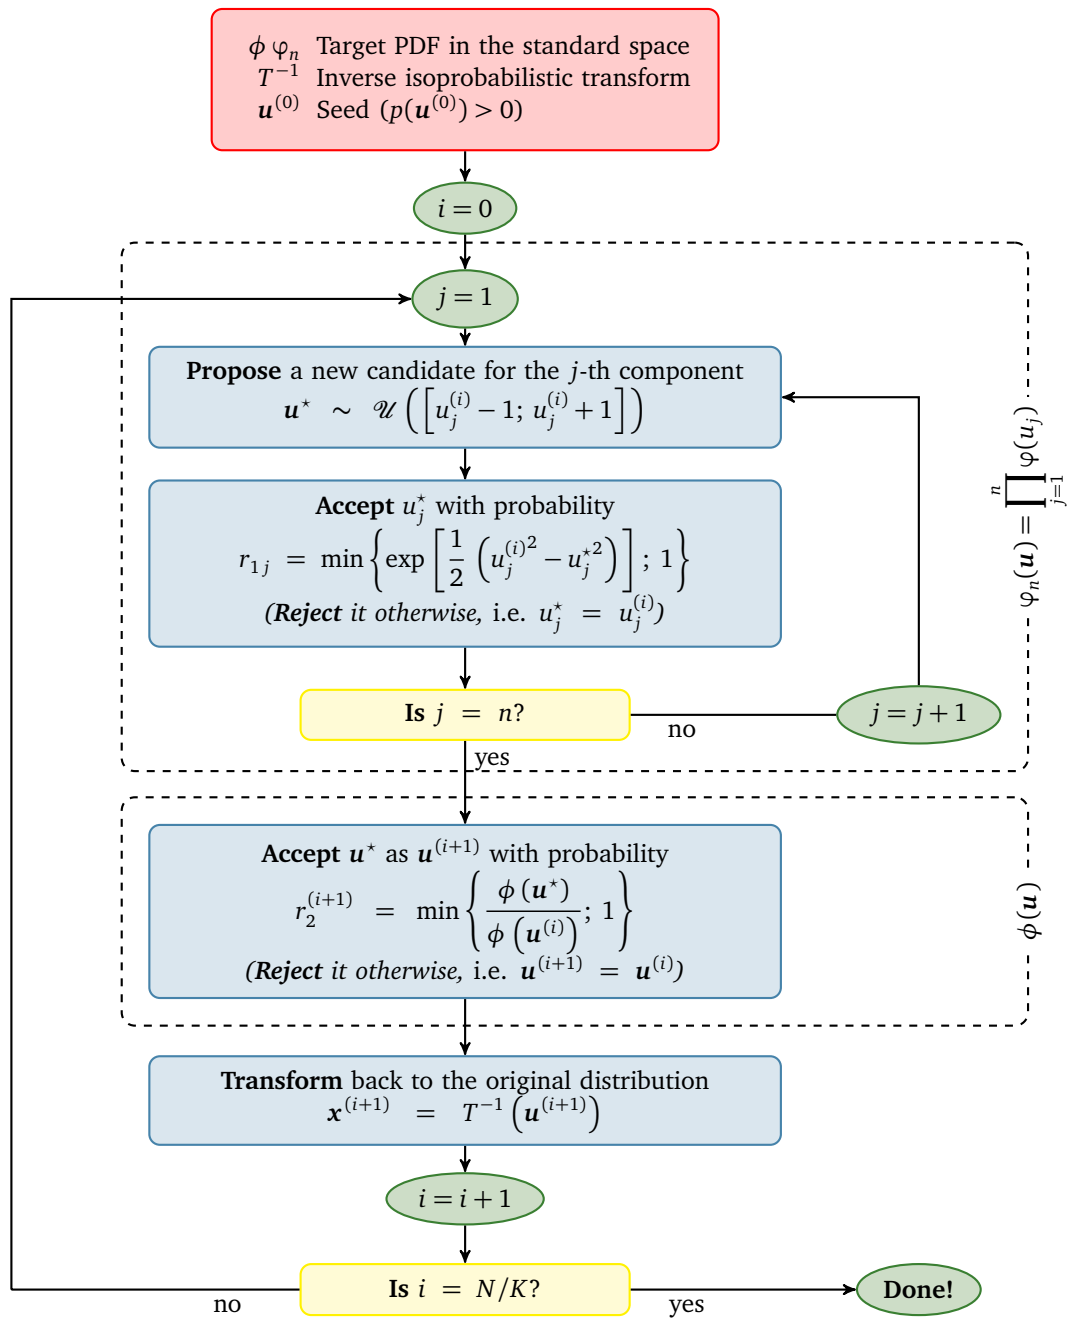 ϕ φₙ Target PDF in the standard space
T⁻¹ Inverse isoprobabilistic transform
𝒖⁽⁰⁾ Seed (p(𝒖⁽⁰⁾) > 0)
i = 0
j = 1
Propose a new candidate for the j-th component
𝒖⋆ ∼ 𝒰 ([u_j^(i) − 1; u_j^(i) + 1])
Accept u_j^⋆ with probability
r_{1j} = min {exp [1/2 (u_j^(i)² − u_j^⋆²)] ; 1}
(Reject it otherwise, i.e. u_j^⋆ = u_j^(i))
Is j = n?
no
j = j + 1
yes
φₙ(𝒖) = ∏_{j=1}^{n} φ(u_j)
Accept 𝒖⋆ as 𝒖^(i+1) with probability
r_2^(i+1) = min {ϕ (𝒖⋆) / ϕ (𝒖^(i)); 1}
(Reject it otherwise, i.e. 𝒖^(i+1) = 𝒖^(i))
ϕ(𝒖)
Transform back to the original distribution
𝒙^(i+1) = T⁻¹ (𝒖^(i+1))
i = i + 1
Is i = N/K?
no
yes
Done!